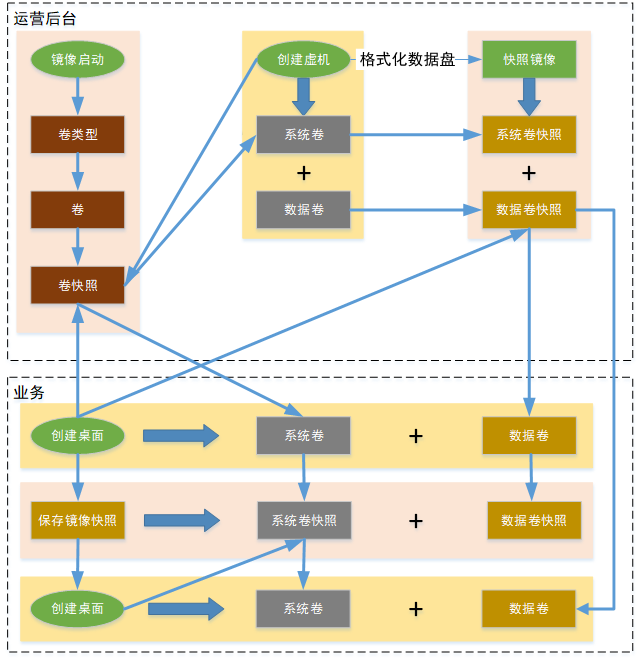 运营后台
镜像启动
创建虚机
格式化数据盘
快照镜像
卷类型
系统卷
系统卷快照
+
+
卷
数据卷
数据卷快照
卷快照
业务
创建桌面
系统卷
+
数据卷
保存镜像快照
系统卷快照
+
数据卷快照
创建桌面
系统卷
+
数据卷